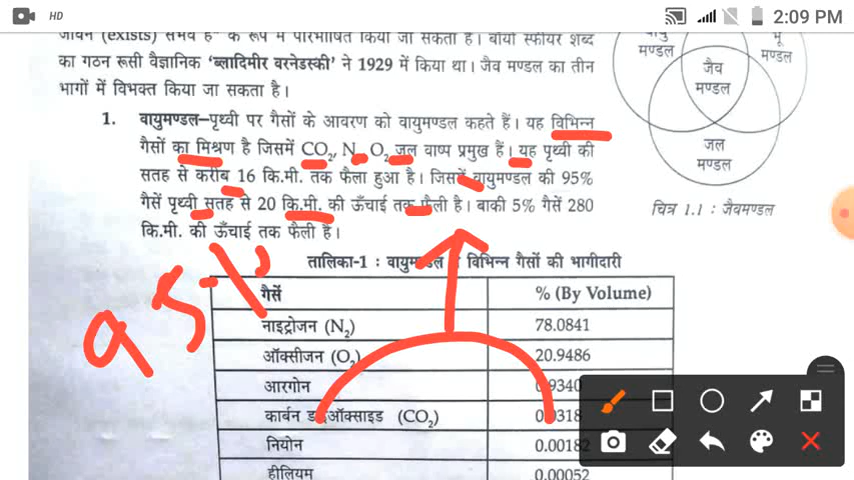 HD
2:09 PM
जीवन (exists) संभव है" के रूप में परिभाषित किया जा सकता है। बायो स्फीयर शब्द
का गठन रूसी वैज्ञानिक 'ब्लादिमीर वरनेडस्की' ने 1929 में किया था। जैव मण्डल का तीन
भागों में विभक्त किया जा सकता है।
1. वायुमण्डल–पृथ्वी पर गैसों के आवरण को वायुमण्डल कहते हैं। यह विभिन्न
गैसों का मिश्रण है जिसमें CO₂, N₂ O₂ जल वाष्प प्रमुख हैं। यह पृथ्वी की
सतह से करीब 16 कि.मी. तक फैला हुआ है। जिसमें वायुमण्डल की 95%
गैसें पृथ्वी सतह से 20 कि.मी. की ऊँचाई तक फैली है। बाकी 5% गैसें 280
कि.मी. की ऊँचाई तक फैली है।
वायु
मण्डल
भू
मण्डल
जैव
मण्डल
जल
मण्डल
चित्र 1.1 : जैवमण्डल
95%
तालिका-1 : वायुमण्डल में विभिन्न गैसों की भागीदारी
गैसें % (By Volume)
नाइट्रोजन (N₂) 78.0841
ऑक्सीजन (O₂) 20.9486
आरगोन 0.9340
कार्बन डाईऑक्साइड (CO₂) 0.0318
नियोन 0.00182
हीलियम 0.00052